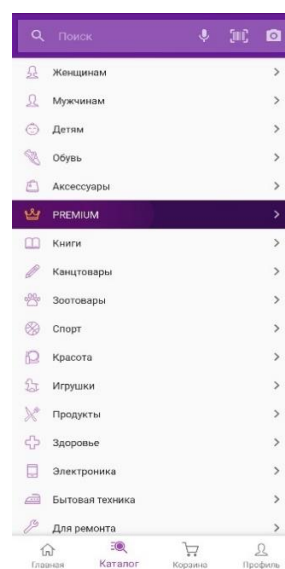 Поиск
Женщинам
Мужчинам
Детям
Обувь
Аксессуары
PREMIUM
Книги
Канцтовары
Зоотовары
Спорт
Красота
Игрушки
Продукты
Здоровье
Электроника
Бытовая техника
Для ремонта
Главная Каталог Корзина Профиль